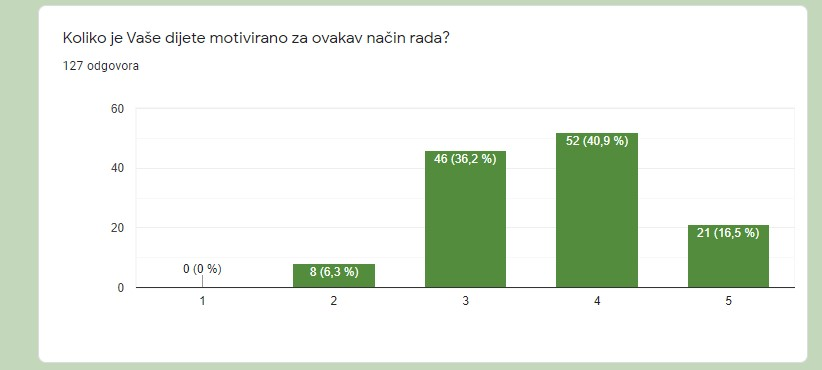 Koliko je Vaše dijete motivirano za ovakav način rada?
127 odgovora
60
40
20
0
0 (0 %)
8 (6,3 %)
46 (36,2 %)
52 (40,9 %)
21 (16,5 %)
1 2 3 4 5